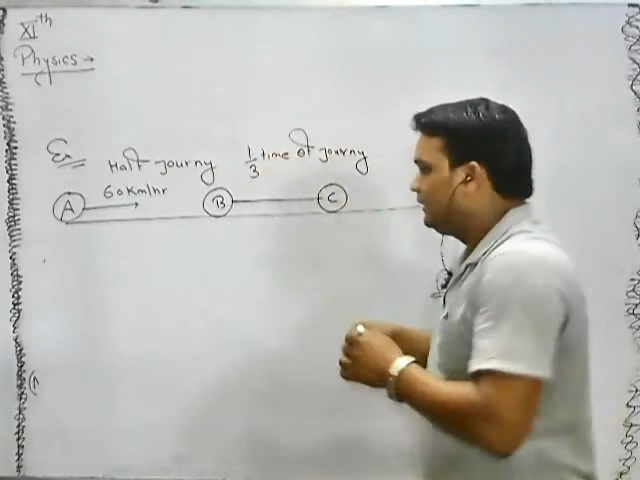 XIth
Physics →
Ex
Half journy
1/3 time of journy
60 Km/hr
A
B
C